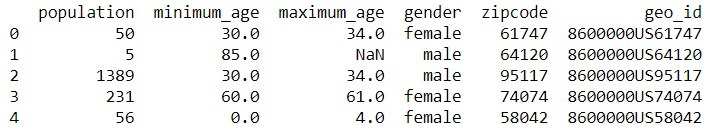 population minimum_age maximum_age gender zipcode geo_id
0 50 30.0 34.0 female 61747 8600000US61747
1 5 85.0 NaN male 64120 8600000US64120
2 1389 30.0 34.0 male 95117 8600000US95117
3 231 60.0 61.0 female 74074 8600000US74074
4 56 0.0 4.0 female 58042 8600000US58042